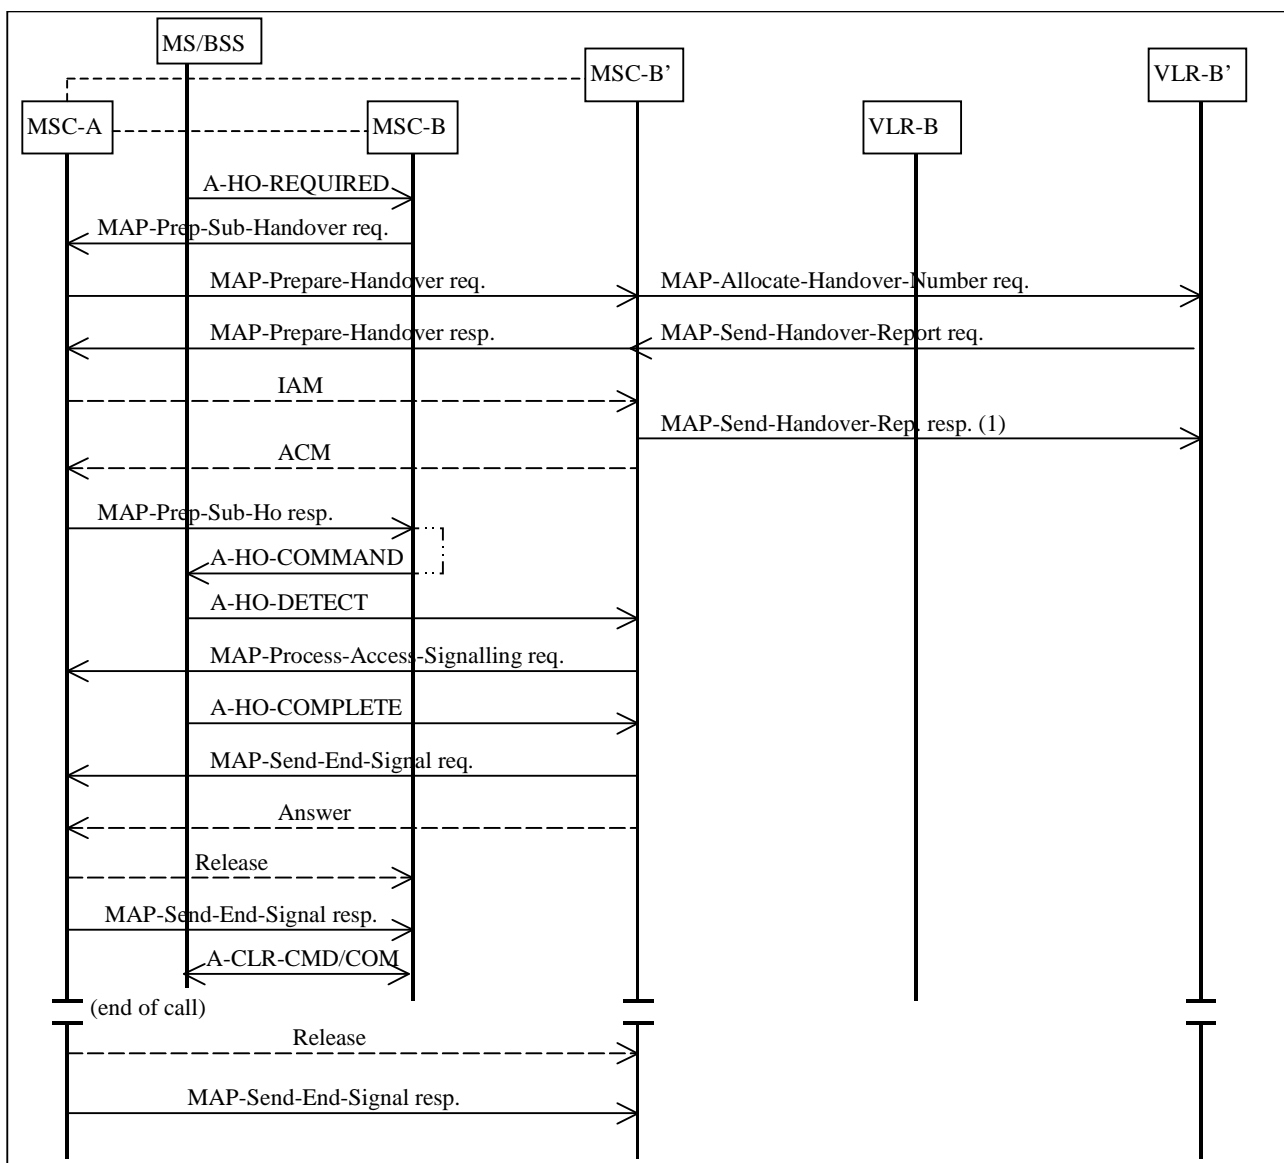 MS/BSS
MSC-B’
VLR-B’
MSC-A
MSC-B
VLR-B
A-HO-REQUIRED
MAP-Prep-Sub-Handover req.
MAP-Prepare-Handover req.
MAP-Allocate-Handover-Number req.
MAP-Prepare-Handover resp.
MAP-Send-Handover-Report req.
IAM
MAP-Send-Handover-Rep. resp. (1)
ACM
MAP-Prep-Sub-Ho resp.
A-HO-COMMAND
A-HO-DETECT
MAP-Process-Access-Signalling req.
A-HO-COMPLETE
MAP-Send-End-Signal req.
Answer
Release
MAP-Send-End-Signal resp.
A-CLR-CMD/COM
(end of call)
Release
MAP-Send-End-Signal resp.